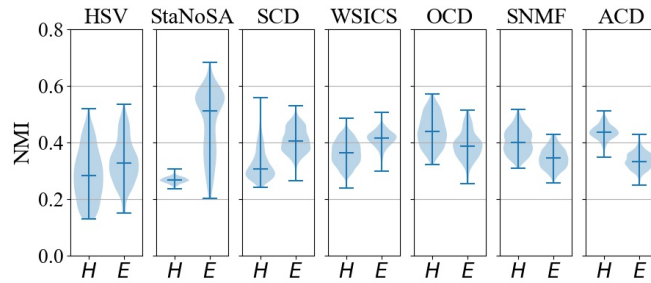 HSV StaNoSA SCD WSICS OCD SNMF ACD
0.8
0.6
0.4
0.2
0.0
NMI
H E H E H E H E H E H E H E